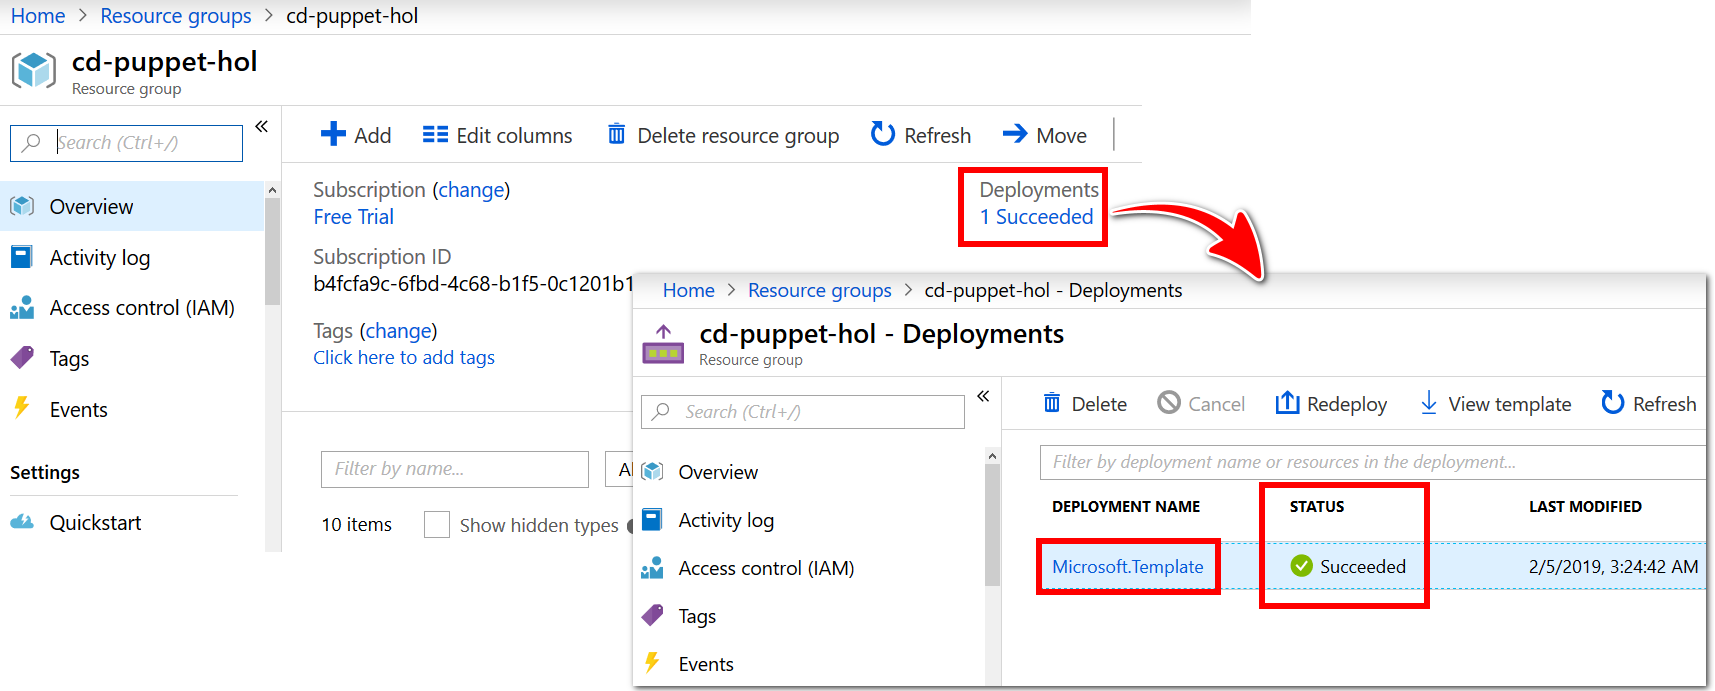 Home > Resource groups > cd-puppet-hol
cd-puppet-hol
Resource group
Search (Ctrl+/)
«
Add
Edit columns
Delete resource group
Refresh
Move
Overview
Activity log
Access control (IAM)
Tags
Events
Settings
Quickstart
Subscription (change)
Free Trial
Subscription ID
b4fcfa9c-6fbd-4c68-b1f5-0c1201b1
Tags (change)
Click here to add tags
Deployments
1 Succeeded
Filter by name...
10 items
Show hidden types
Home > Resource groups > cd-puppet-hol - Deployments
cd-puppet-hol - Deployments
Resource group
Search (Ctrl+/)
«
Overview
Activity log
Access control (IAM)
Tags
Events
Delete
Cancel
Redeploy
View template
Refresh
Filter by deployment name or resources in the deployment...
DEPLOYMENT NAME STATUS LAST MODIFIED
Microsoft.Template Succeeded 2/5/2019, 3:24:42 AM